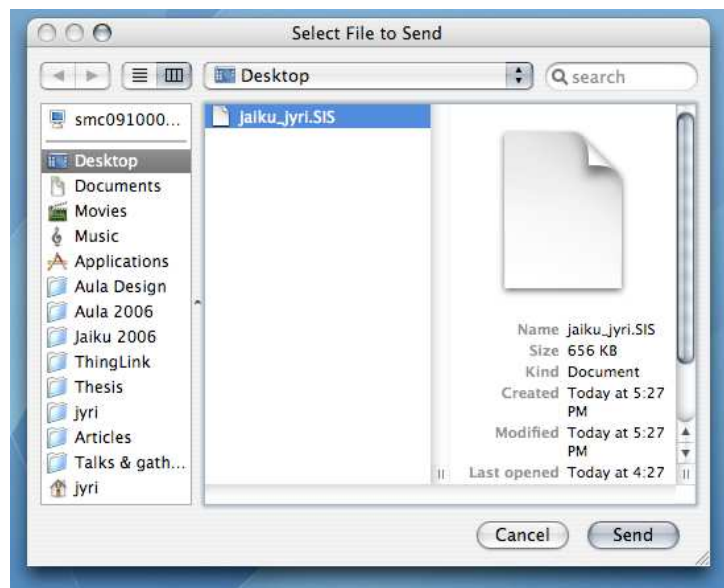 Select File to Send
Desktop
search
smc091000...
Desktop
Documents
Movies
Music
Applications
Aula Design
Aula 2006
Jaiku 2006
ThingLink
Thesis
jyri
Articles
Talks & gath...
jyri
jaiku_jyri.SIS
Name jaiku_jyri.SIS
Size 656 KB
Kind Document
Created Today at 5:27
PM
Modified Today at 5:27
PM
Last opened Today at 4:27
Cancel
Send